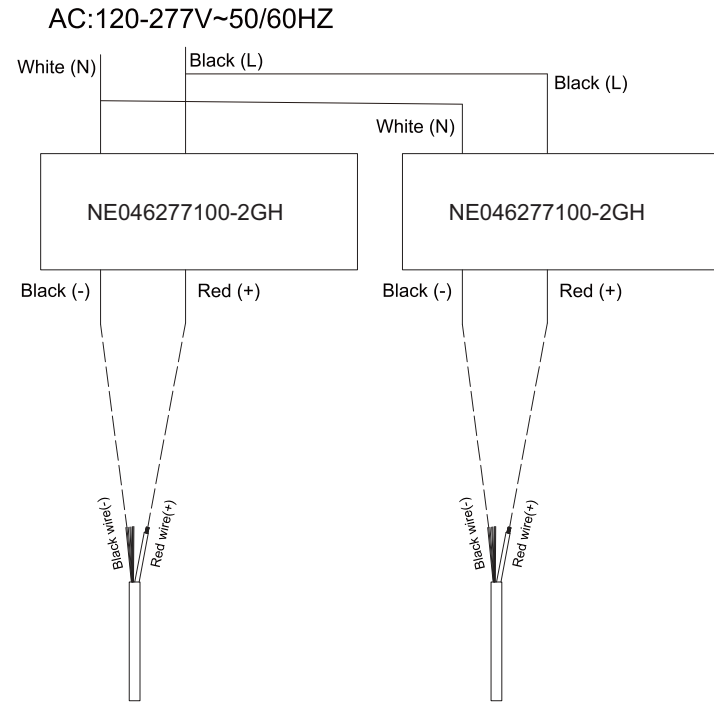 AC:120-277V~50/60HZ
White (N)
Black (L)
Black (L)
White (N)
NE046277100-2GH
NE046277100-2GH
Black (-)
Red (+)
Black (-)
Red (+)
Black wire(-)
Red wire(+)
Black wire(-)
Red wire(+)